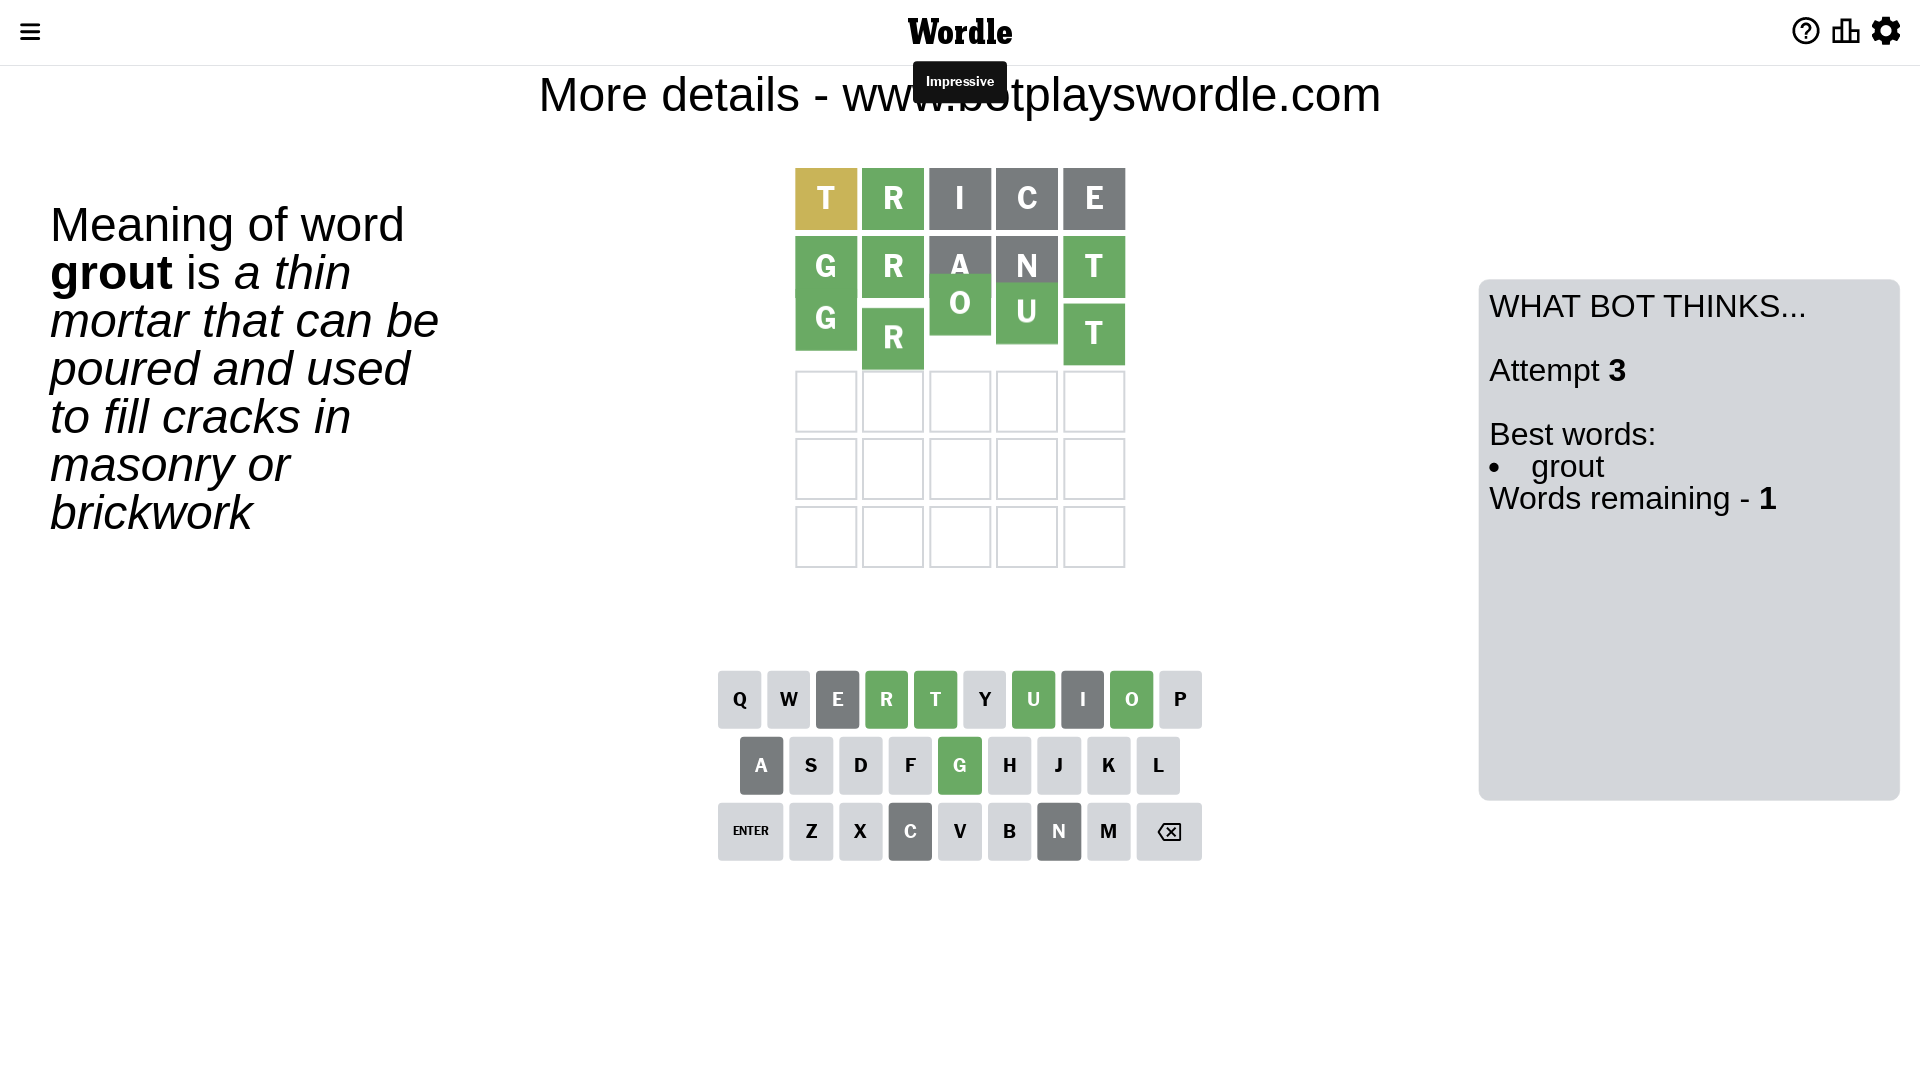 Wordle
Impressive
More details - www.botplayswordle.com
Meaning of word
grout is a thin
mortar that can be
poured and used
to fill cracks in
masonry or
brickwork
T R I C E
G R A N T
G R O U T
WHAT BOT THINKS...
Attempt 3
Best words:
• grout
Words remaining - 1
Q W E R T Y U I O P
A S D F G H J K L
ENTER Z X C V B N M